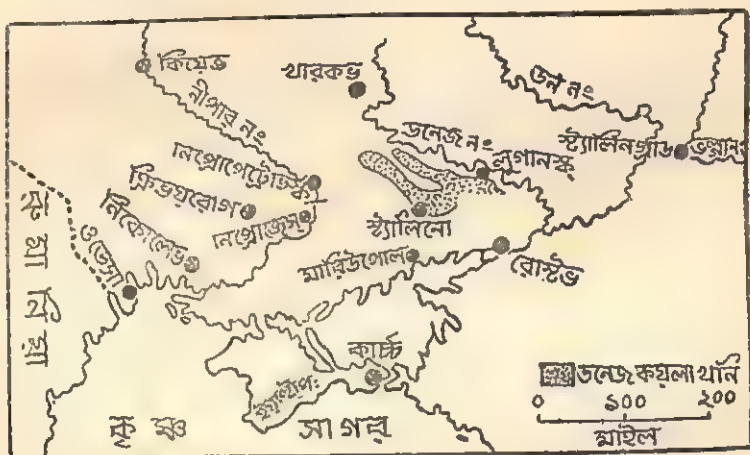 কিয়েভ
খারকভ
ডন নং
নীপার নং
ডনেজ নং
স্ট্যালিনগ্রাড
লুগানস্ক
নিপ্রোপেট্রোভস্ক
ক্রিভয়রোগ
নিপ্রোজেস্
স্ট্যালিনো
নিকোলেভ
ওডেসা
মারিউপোল
রোস্টভ
রুমানিয়া
কার্চ্চ
ডনেজ কয়লা খনি
০ ১০০ ২০০
মাইল
কৃষ্ণ সাগর